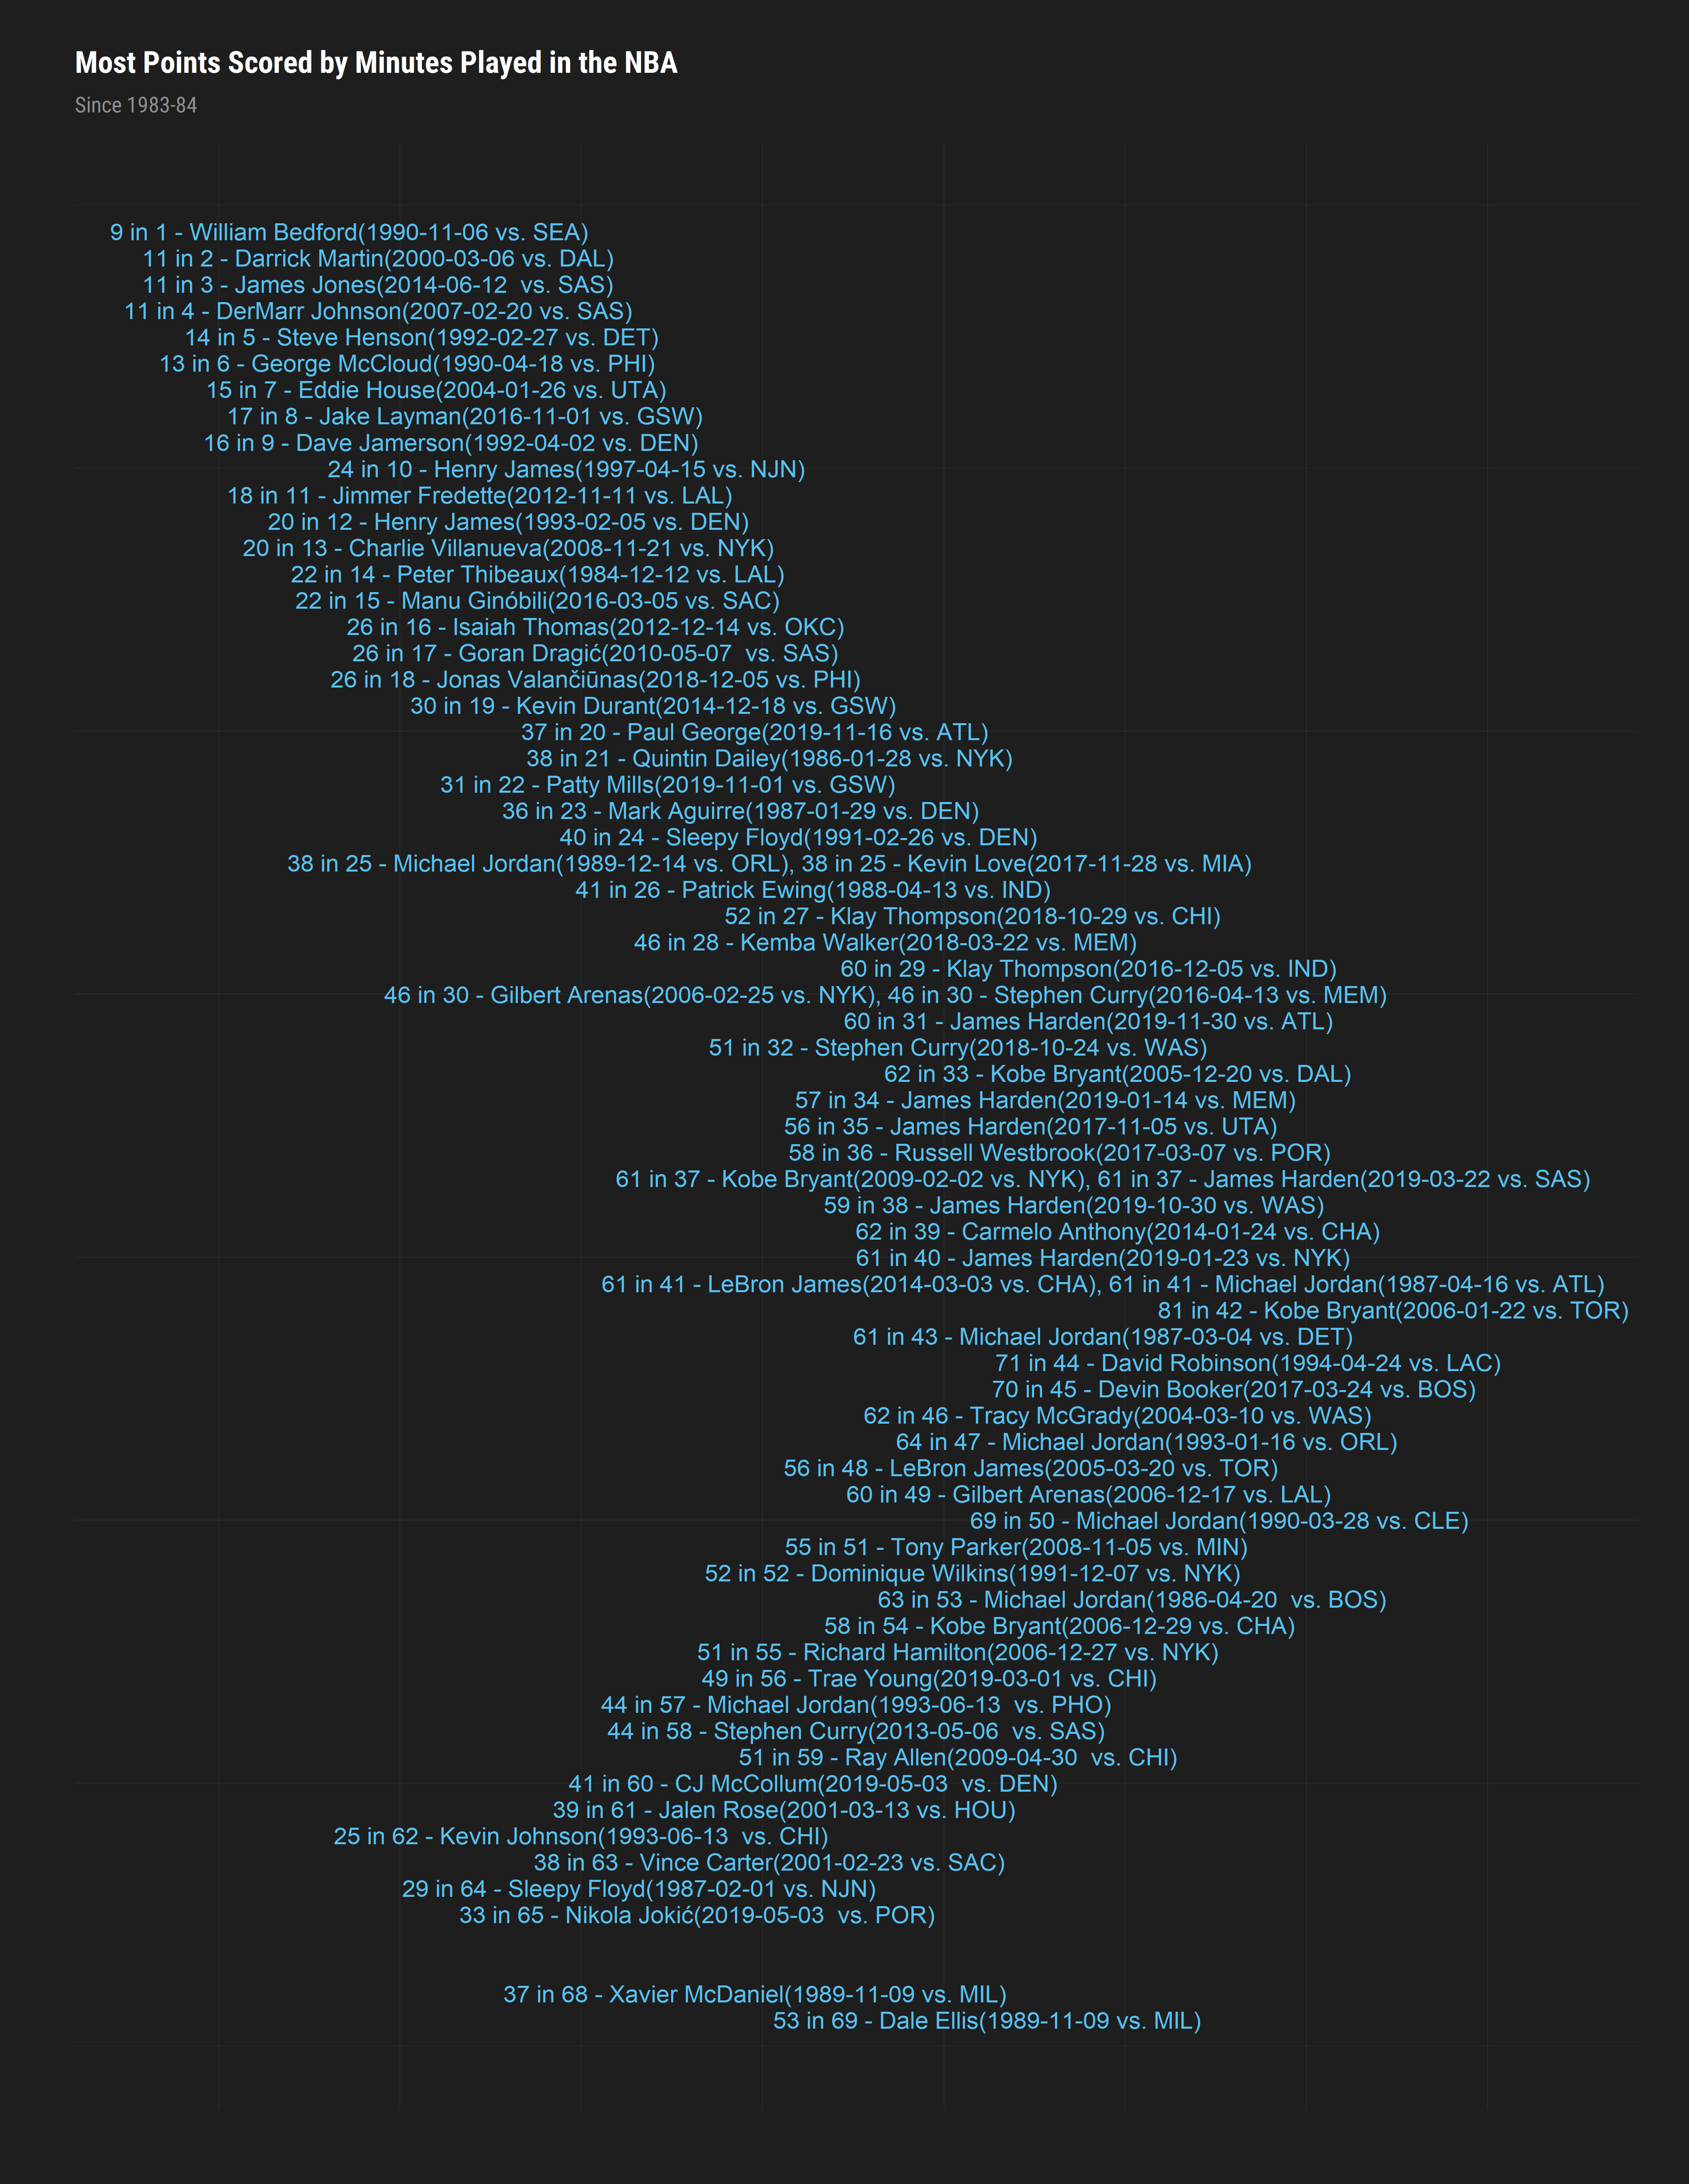 Most Points Scored by Minutes Played in the NBA
Since 1983-84
9 in 1 - William Bedford(1990-11-06 vs. SEA)
11 in 2 - Darrick Martin(2000-03-06 vs. DAL)
11 in 3 - James Jones(2014-06-12  vs. SAS)
11 in 4 - DerMarr Johnson(2007-02-20 vs. SAS)
14 in 5 - Steve Henson(1992-02-27 vs. DET)
13 in 6 - George McCloud(1990-04-18 vs. PHI)
15 in 7 - Eddie House(2004-01-26 vs. UTA)
17 in 8 - Jake Layman(2016-11-01 vs. GSW)
16 in 9 - Dave Jamerson(1992-04-02 vs. DEN)
24 in 10 - Henry James(1997-04-15 vs. NJN)
18 in 11 - Jimmer Fredette(2012-11-11 vs. LAL)
20 in 12 - Henry James(1993-02-05 vs. DEN)
20 in 13 - Charlie Villanueva(2008-11-21 vs. NYK)
22 in 14 - Peter Thibeaux(1984-12-12 vs. LAL)
22 in 15 - Manu Ginóbili(2016-03-05 vs. SAC)
26 in 16 - Isaiah Thomas(2012-12-14 vs. OKC)
26 in 17 - Goran Dragić(2010-05-07  vs. SAS)
26 in 18 - Jonas Valančiūnas(2018-12-05 vs. PHI)
30 in 19 - Kevin Durant(2014-12-18 vs. GSW)
37 in 20 - Paul George(2019-11-16 vs. ATL)
38 in 21 - Quintin Dailey(1986-01-28 vs. NYK)
31 in 22 - Patty Mills(2019-11-01 vs. GSW)
36 in 23 - Mark Aguirre(1987-01-29 vs. DEN)
40 in 24 - Sleepy Floyd(1991-02-26 vs. DEN)
38 in 25 - Michael Jordan(1989-12-14 vs. ORL), 38 in 25 - Kevin Love(2017-11-28 vs. MIA)
41 in 26 - Patrick Ewing(1988-04-13 vs. IND)
52 in 27 - Klay Thompson(2018-10-29 vs. CHI)
46 in 28 - Kemba Walker(2018-03-22 vs. MEM)
60 in 29 - Klay Thompson(2016-12-05 vs. IND)
46 in 30 - Gilbert Arenas(2006-02-25 vs. NYK), 46 in 30 - Stephen Curry(2016-04-13 vs. MEM)
60 in 31 - James Harden(2019-11-30 vs. ATL)
51 in 32 - Stephen Curry(2018-10-24 vs. WAS)
62 in 33 - Kobe Bryant(2005-12-20 vs. DAL)
57 in 34 - James Harden(2019-01-14 vs. MEM)
56 in 35 - James Harden(2017-11-05 vs. UTA)
58 in 36 - Russell Westbrook(2017-03-07 vs. POR)
61 in 37 - Kobe Bryant(2009-02-02 vs. NYK), 61 in 37 - James Harden(2019-03-22 vs. SAS)
59 in 38 - James Harden(2019-10-30 vs. WAS)
62 in 39 - Carmelo Anthony(2014-01-24 vs. CHA)
61 in 40 - James Harden(2019-01-23 vs. NYK)
61 in 41 - LeBron James(2014-03-03 vs. CHA), 61 in 41 - Michael Jordan(1987-04-16 vs. ATL)
81 in 42 - Kobe Bryant(2006-01-22 vs. TOR)
61 in 43 - Michael Jordan(1987-03-04 vs. DET)
71 in 44 - David Robinson(1994-04-24 vs. LAC)
70 in 45 - Devin Booker(2017-03-24 vs. BOS)
62 in 46 - Tracy McGrady(2004-03-10 vs. WAS)
64 in 47 - Michael Jordan(1993-01-16 vs. ORL)
56 in 48 - LeBron James(2005-03-20 vs. TOR)
60 in 49 - Gilbert Arenas(2006-12-17 vs. LAL)
69 in 50 - Michael Jordan(1990-03-28 vs. CLE)
55 in 51 - Tony Parker(2008-11-05 vs. MIN)
52 in 52 - Dominique Wilkins(1991-12-07 vs. NYK)
63 in 53 - Michael Jordan(1986-04-20  vs. BOS)
58 in 54 - Kobe Bryant(2006-12-29 vs. CHA)
51 in 55 - Richard Hamilton(2006-12-27 vs. NYK)
49 in 56 - Trae Young(2019-03-01 vs. CHI)
44 in 57 - Michael Jordan(1993-06-13  vs. PHO)
44 in 58 - Stephen Curry(2013-05-06  vs. SAS)
51 in 59 - Ray Allen(2009-04-30  vs. CHI)
41 in 60 - CJ McCollum(2019-05-03  vs. DEN)
39 in 61 - Jalen Rose(2001-03-13 vs. HOU)
25 in 62 - Kevin Johnson(1993-06-13  vs. CHI)
38 in 63 - Vince Carter(2001-02-23 vs. SAC)
29 in 64 - Sleepy Floyd(1987-02-01 vs. NJN)
33 in 65 - Nikola Jokić(2019-05-03  vs. POR)
37 in 68 - Xavier McDaniel(1989-11-09 vs. MIL)
53 in 69 - Dale Ellis(1989-11-09 vs. MIL)